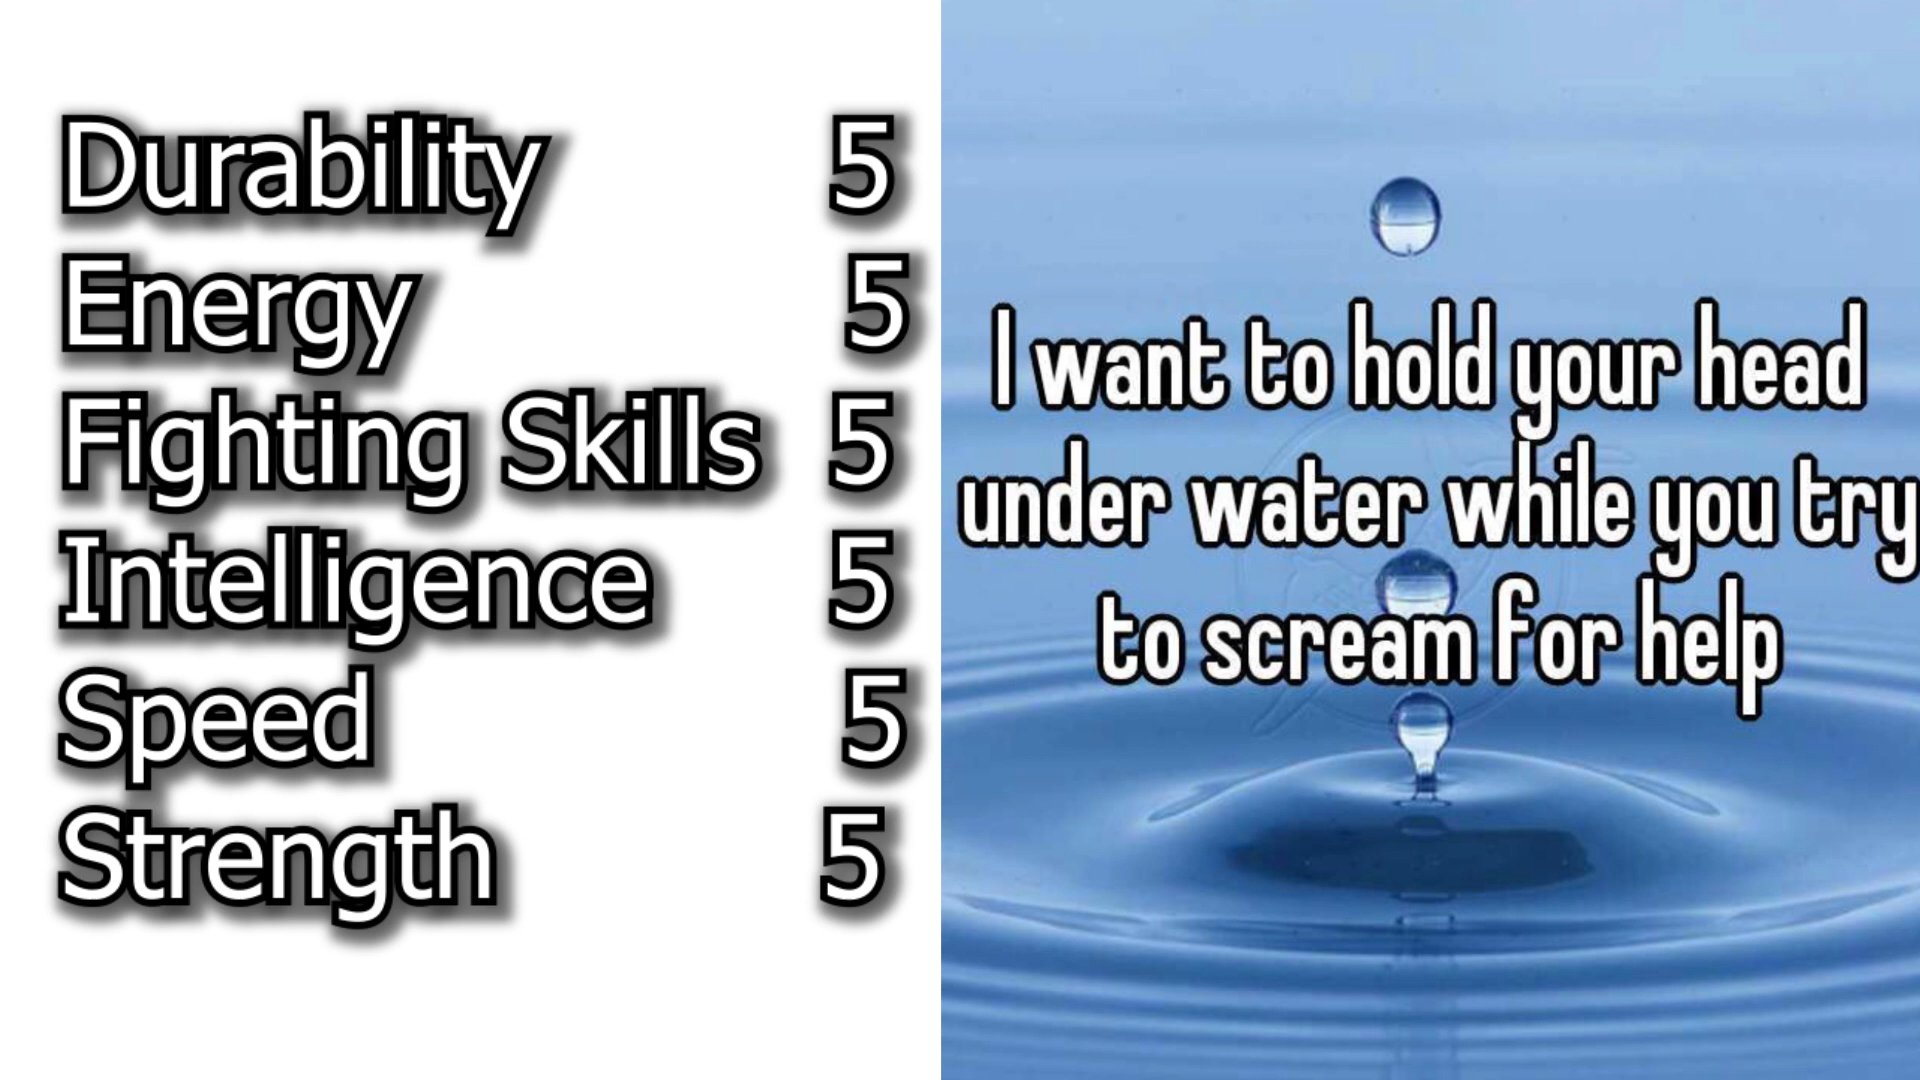 Durability 5
Energy 5
Fighting Skills 5
Intelligence 5
Speed 5
Strength 5
I want to hold your head
under water while you try
to scream for help